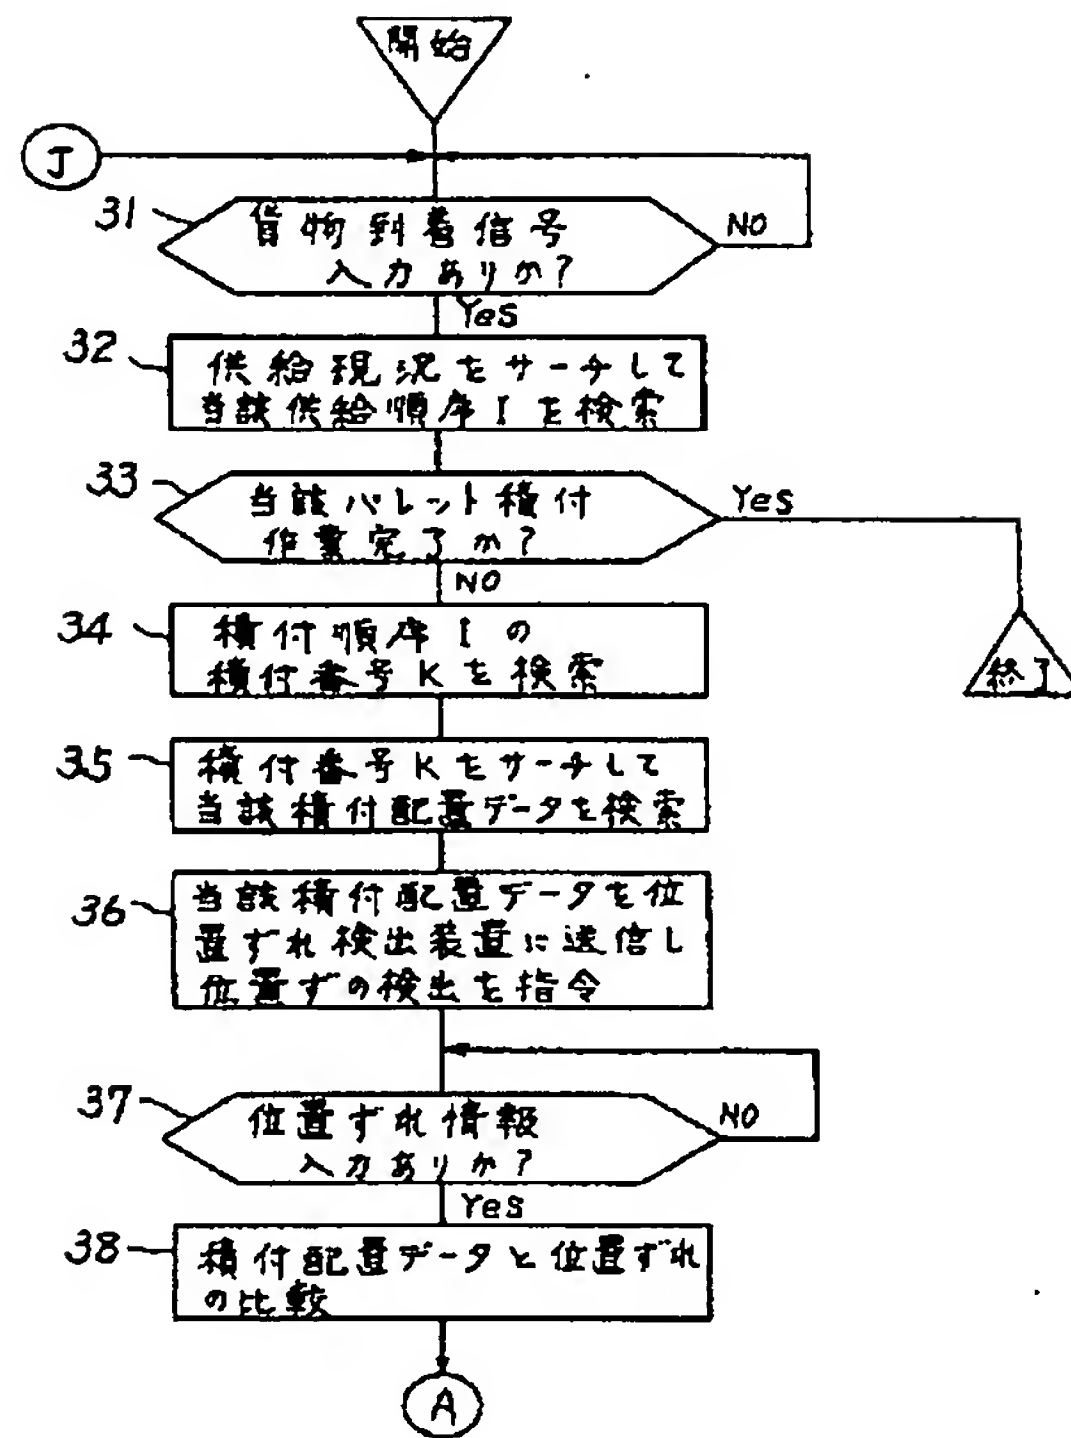 開始
J
31
貨物到着信号
入力ありか?
NO
Yes
32
供給現況をサーチして
当該供給順序Iを検索
33
当該パレット積付
作業完了か?
Yes
NO
34
積付順序Iの
積付番号Kを検索
終了
35
積付番号Kをサーチして
当該積付配置データを検索
36
当該積付配置データを位
置ずれ検出装置に送信し
位置ずの検出を指令
37
位置ずれ情報
入力ありか?
NO
Yes
38
積付配置データと位置ずれ
の比較
A